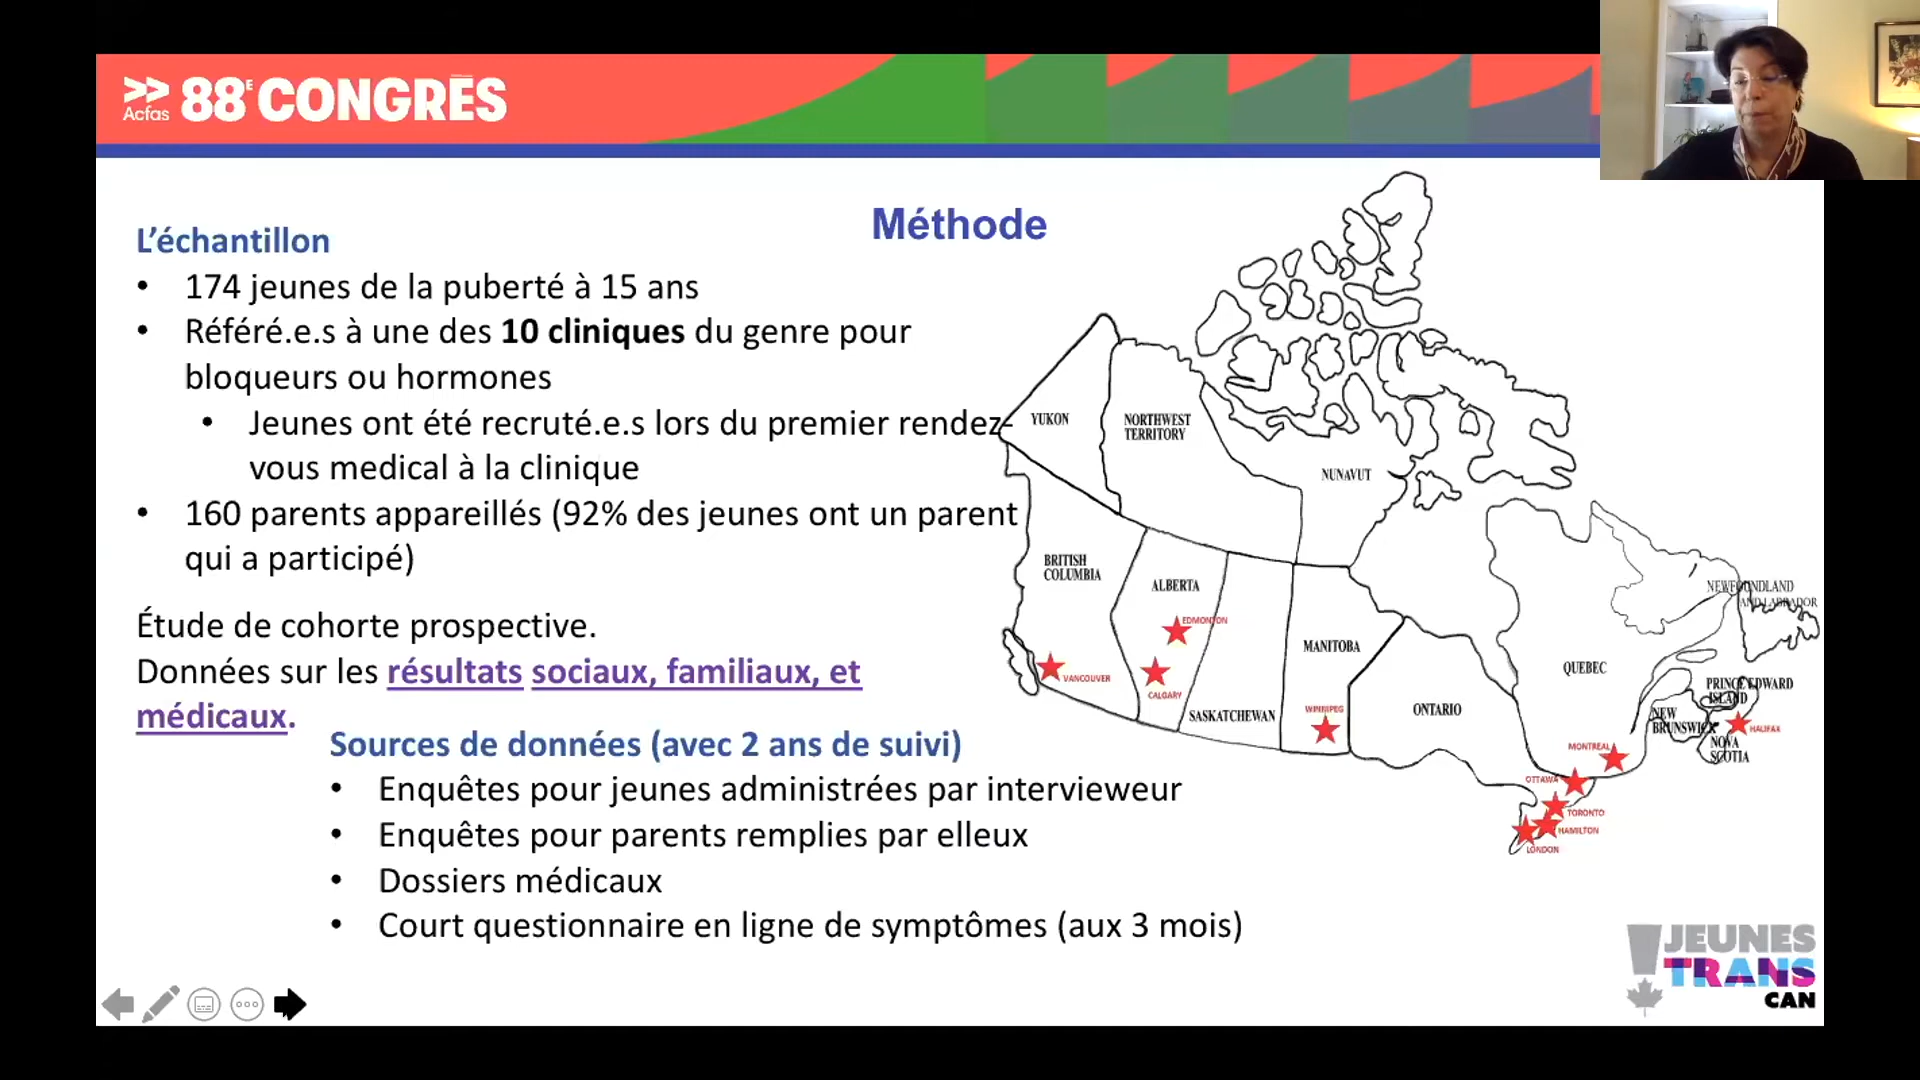 Acfas
88E CONGRÈS
Méthode
L’échantillon
• 174 jeunes de la puberté à 15 ans
• Référé.e.s à une des 10 cliniques du genre pour
bloqueurs ou hormones
• Jeunes ont été recruté.e.s lors du premier rendez-
vous medical à la clinique
• 160 parents appareillés (92% des jeunes ont un parent
qui a participé)
Étude de cohorte prospective.
Données sur les résultats sociaux, familiaux, et
médicaux.
Sources de données (avec 2 ans de suivi)
• Enquêtes pour jeunes administrées par intervieweur
• Enquêtes pour parents remplies par elleux
• Dossiers médicaux
• Court questionnaire en ligne de symptômes (aux 3 mois)
YUKON
NORTHWEST
TERRITORY
NUNAVUT
BRITISH
COLUMBIA
ALBERTA
EDMONTON
VANCOUVER
CALGARY
SASKATCHEWAN
MANITOBA
WINNIPEG
ONTARIO
QUEBEC
NEWFOUNDLAND
AND LABRADOR
PRINCE EDWARD
ISLAND
NEW
BRUNSWICK
HALIFAX
NOVA
SCOTIA
MONTREAL
OTTAWA
TORONTO
HAMILTON
LONDON
JEUNES
TRANS
CAN